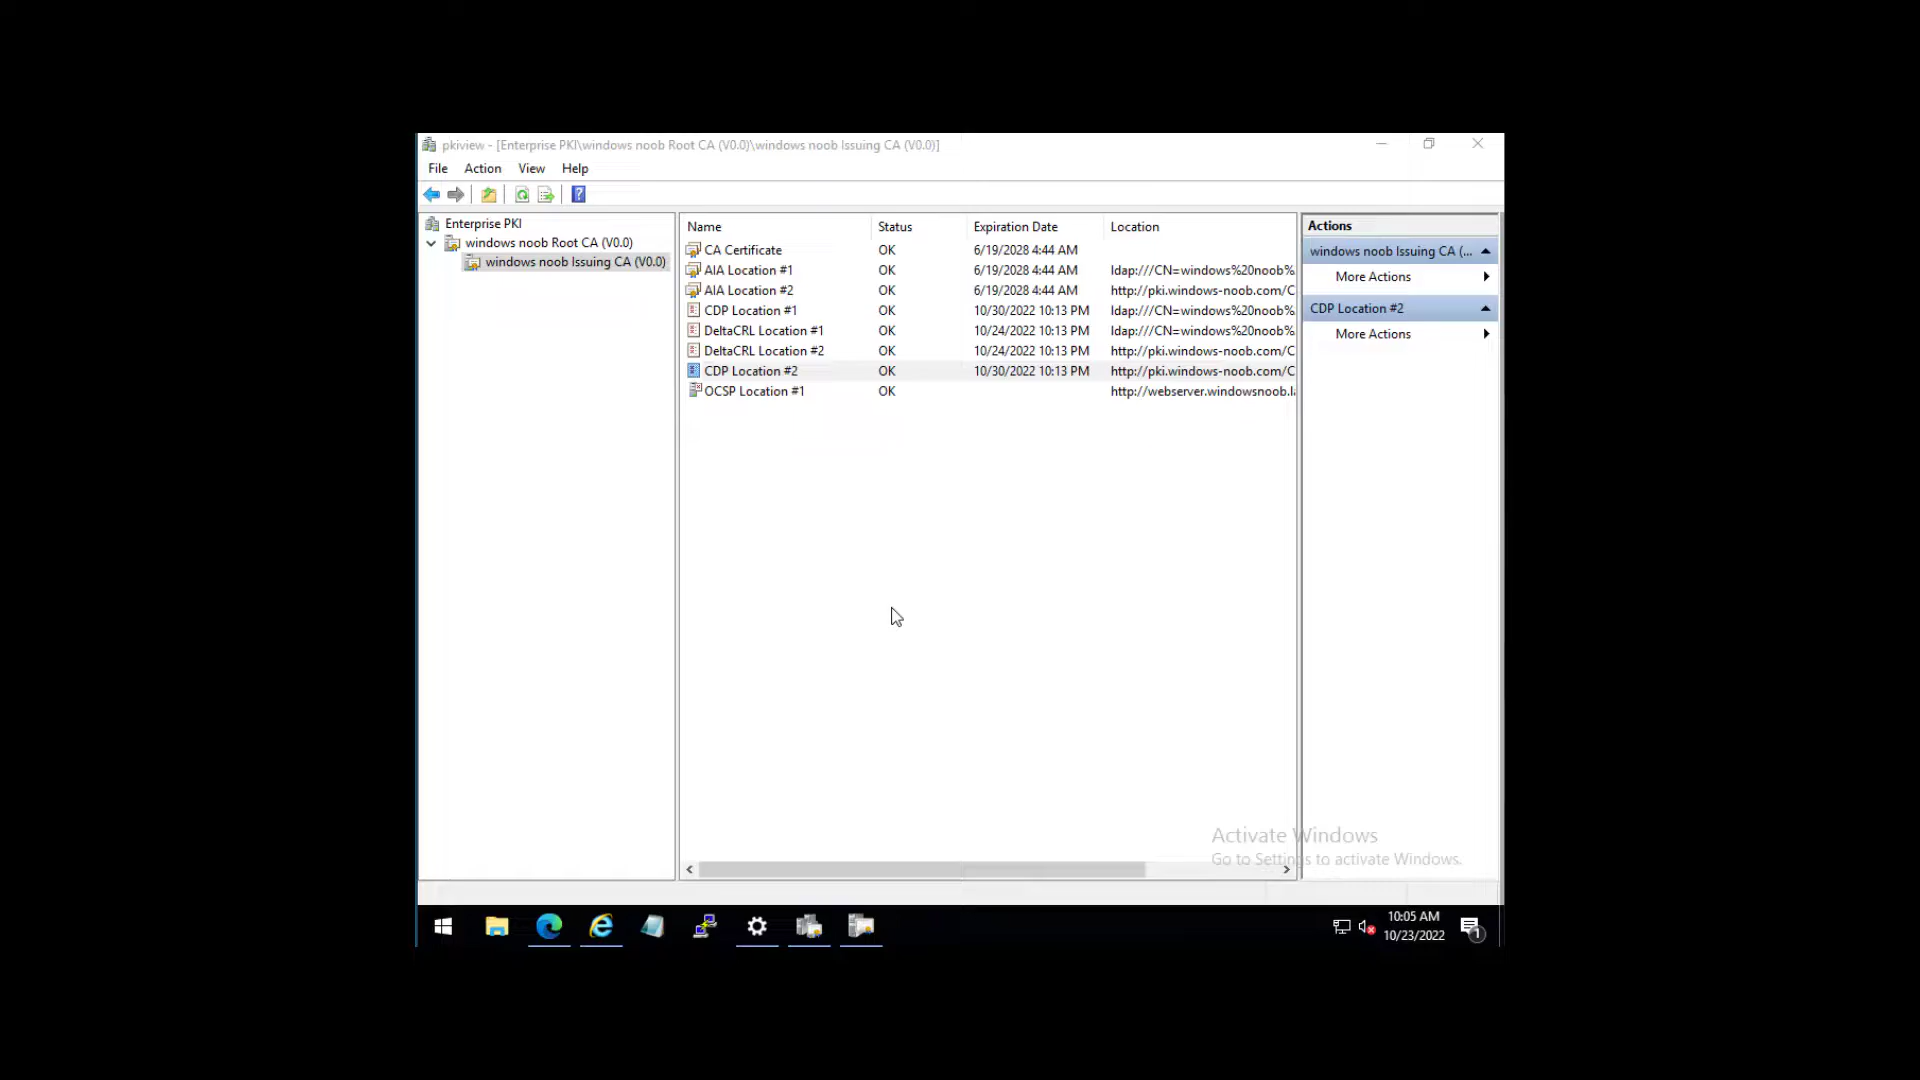 pkiview - [Enterprise PKI\windows noob Root CA (V0.0)\windows noob Issuing CA (V0.0)]
File Action View Help
Enterprise PKI
windows noob Root CA (V0.0)
windows noob Issuing CA (V0.0)
Name Status Expiration Date Location
CA Certificate OK 6/19/2028 4:44 AM
AIA Location #1 OK 6/19/2028 4:44 AM ldap:///CN=windows%20noob%
AIA Location #2 OK 6/19/2028 4:44 AM http://pki.windows-noob.com/C
CDP Location #1 OK 10/30/2022 10:13 PM ldap:///CN=windows%20noob%
DeltaCRL Location #1 OK 10/24/2022 10:13 PM ldap:///CN=windows%20noob%
DeltaCRL Location #2 OK 10/24/2022 10:13 PM http://pki.windows-noob.com/C
CDP Location #2 OK 10/30/2022 10:13 PM http://pki.windows-noob.com/C
OCSP Location #1 OK http://webserver.windowsnoob.l
Actions
windows noob Issuing CA (...
More Actions
CDP Location #2
More Actions
Activate Windows
Go to Settings to activate Windows.
10:05 AM
10/23/2022
1